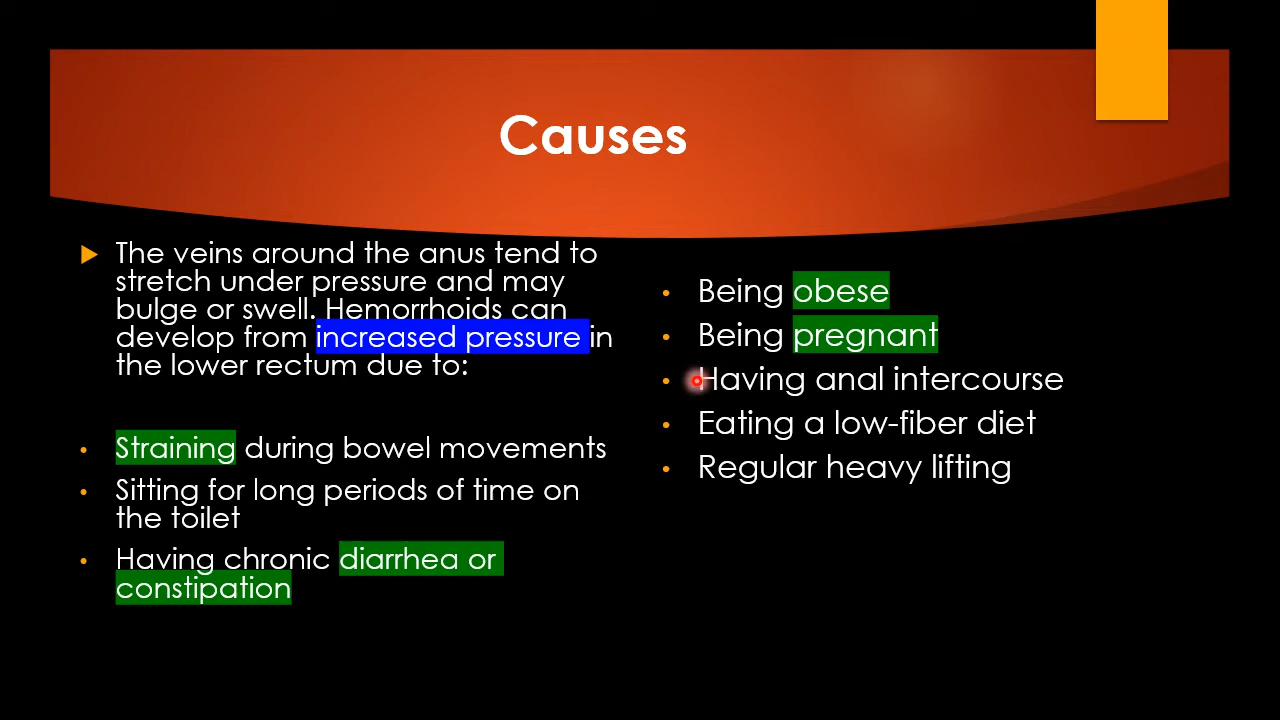 Causes
The veins around the anus tend to
stretch under pressure and may
bulge or swell. Hemorrhoids can
develop from increased pressure in
the lower rectum due to:
Straining during bowel movements
Sitting for long periods of time on
the toilet
Having chronic diarrhea or
constipation
Being obese
Being pregnant
Having anal intercourse
Eating a low-fiber diet
Regular heavy lifting